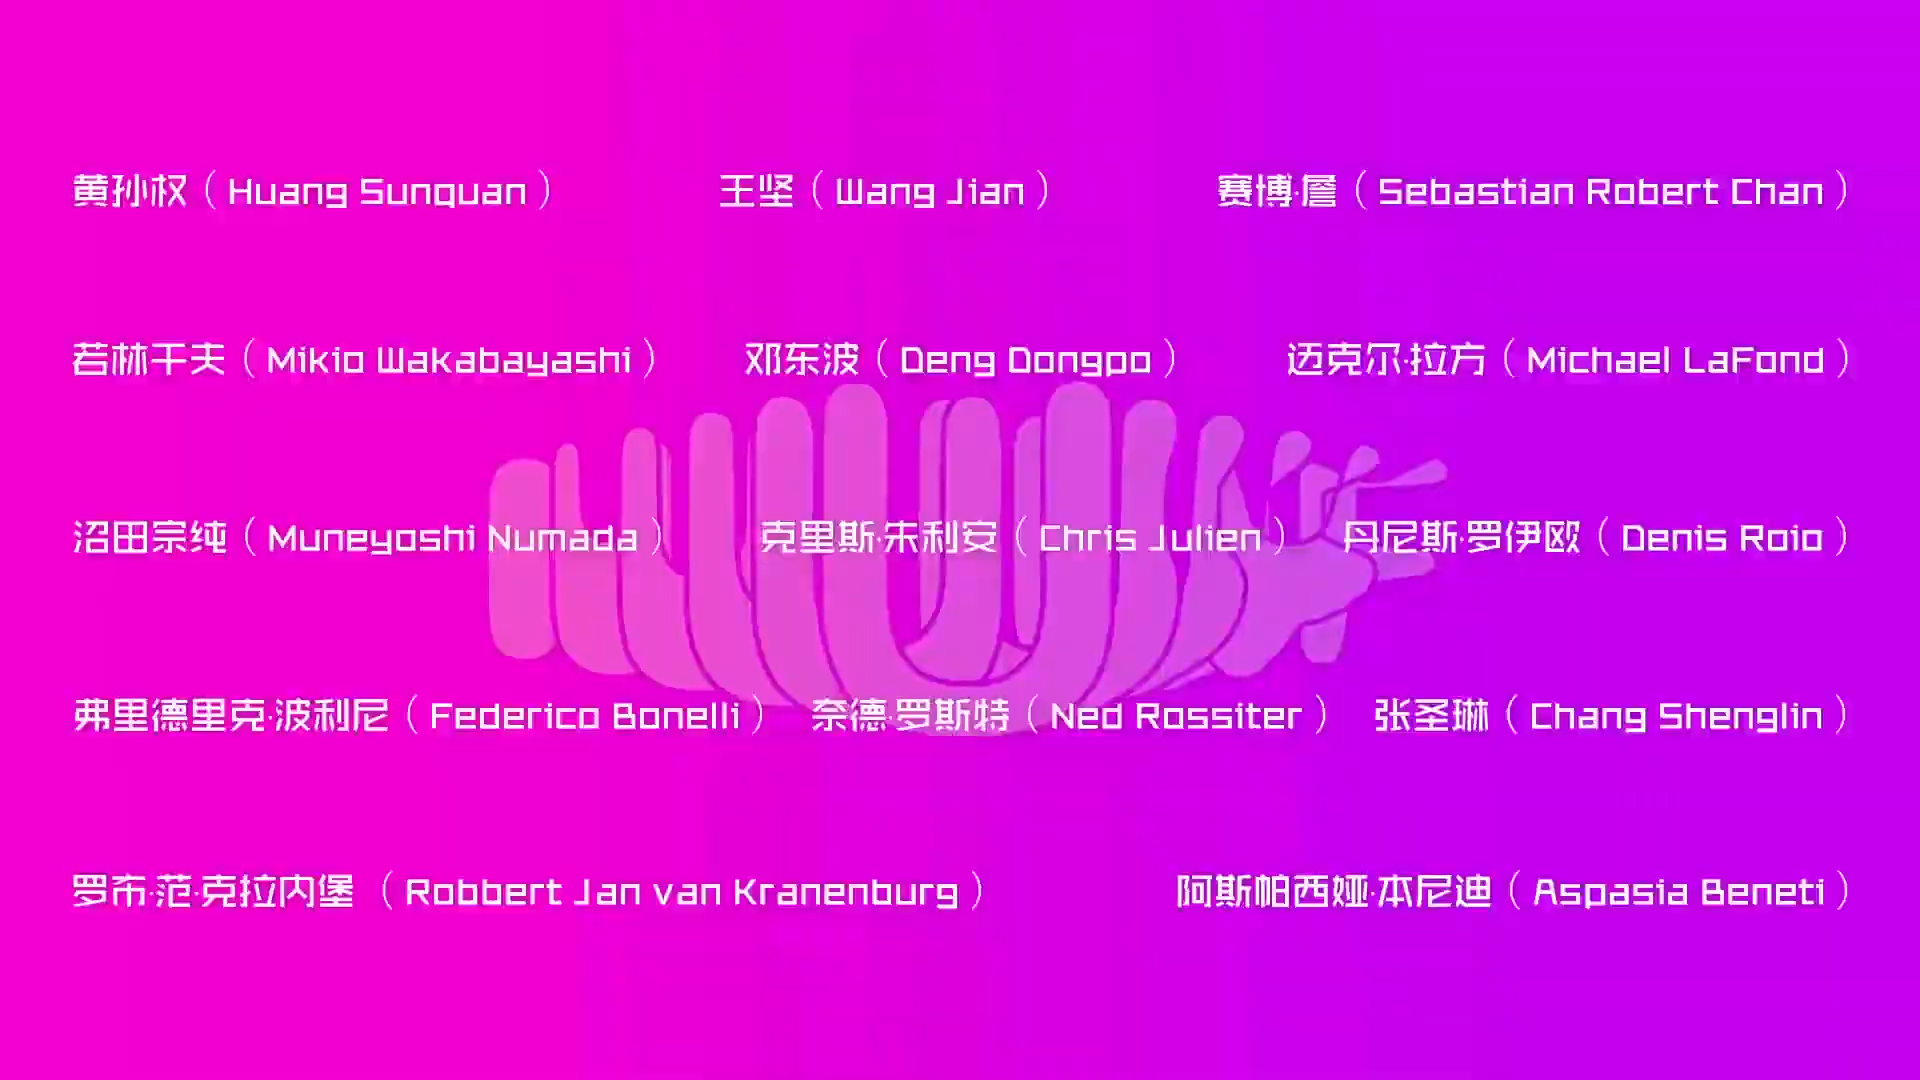 黄孙权（Huang Sunquan） 王坚（Wang Jian） 赛博·詹（Sebastian Robert Chan）
若林干夫（Mikio Wakabayashi） 邓东波（Deng Dongpo） 迈克尔·拉方（Michael LaFond）
沼田宗纯（Muneyoshi Numada） 克里斯·朱利安（Chris Julien） 丹尼斯·罗伊欧（Denis Roio）
弗里德里克·波利尼（Federico Bonelli） 奈德·罗斯特（Ned Rossiter） 张圣琳（Chang Shenglin）
罗布·范·克拉内堡 （Robbert Jan van Kranenburg） 阿斯帕西娅·本尼迪（Aspasia Beneti）